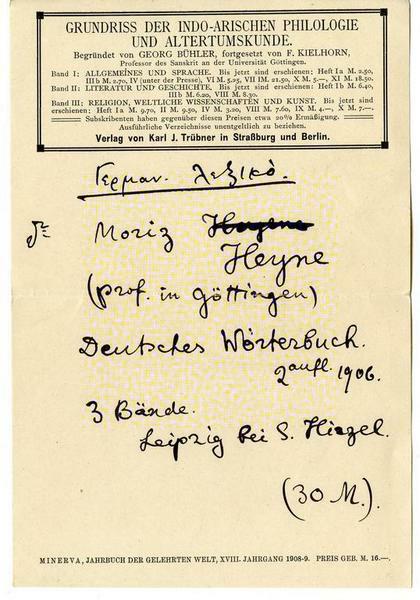 GRUNDRISS DER INDO-ARISCHEN PHILOLOGIE
UND ALTERTUMSKUNDE.
Begründet von GEORG BÜHLER, fortgesetzt von F. KIELHORN,
Professor des Sanskrit an der Universität Göttingen.
Band I: ALLGEMEINES UND SPRACHE. Bis jetzt sind erschienen: Heft Ia M. 2.50,
IIIb M. 2.70, IV (unter der Presse), VI M. 5.25, VII IM. 21.50, X M. 5.—, XI M. 18.50.
Band II: LITERATUR UND GESCHICHTE. Bis jetzt sind erschienen: Heft Ib M. 6.40,
IIIb M. 6.20, VIII M. 8.50.
Band III: RELIGION, WELTLICHE WISSENSCHAFTEN UND KUNST. Bis jetzt sind
erschienen: Heft Ia M. 9.70, II M. 9.50, IV M. 3.20, VIII M. 7.60, IX M. 4.—, X M. 7.—.
Subskribenten haben gegenüber diesen Preisen etwa 20% Ermäßigung.
Ausführliche Verzeichnisse unentgeltlich zu beziehen.
Verlag von Karl J. Trübner in Straßburg und Berlin.
Γερμαν. λεξικό.
Moriz
Heyne
(prof. in Göttingen)
Deutsches Wörterbuch.
2 aufl. 1906.
3 Bände.
Leipzig bei S. Hirzel.
(30 M.).
MINERVA, JAHRBUCH DER GELEHRTEN WELT, XVIII. JAHRGANG 1908-9. PREIS GEB. M. 16.—.